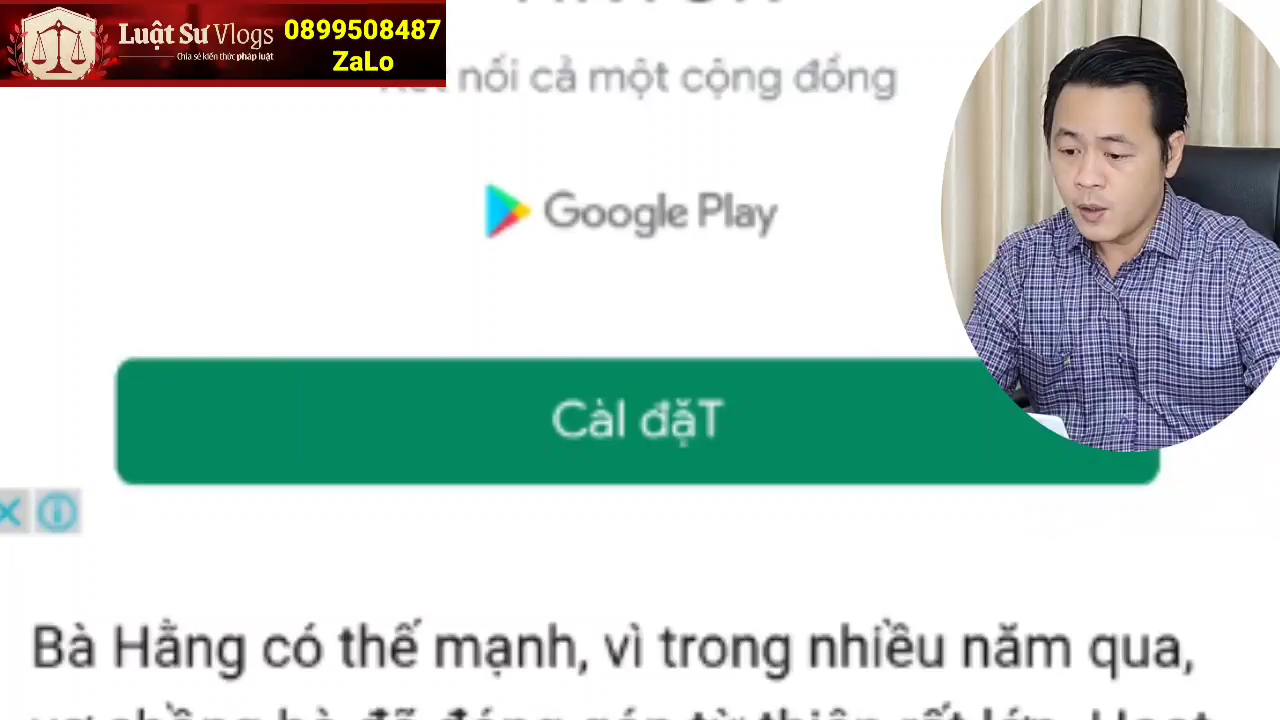 Luật Sư Vlogs
Chia sẻ kiến thức pháp luật
0899508487
ZaLo
nối cả một cộng đồng
Google Play
Càl đặT
Bà Hằng có thế mạnh, vì trong nhiều năm qua,